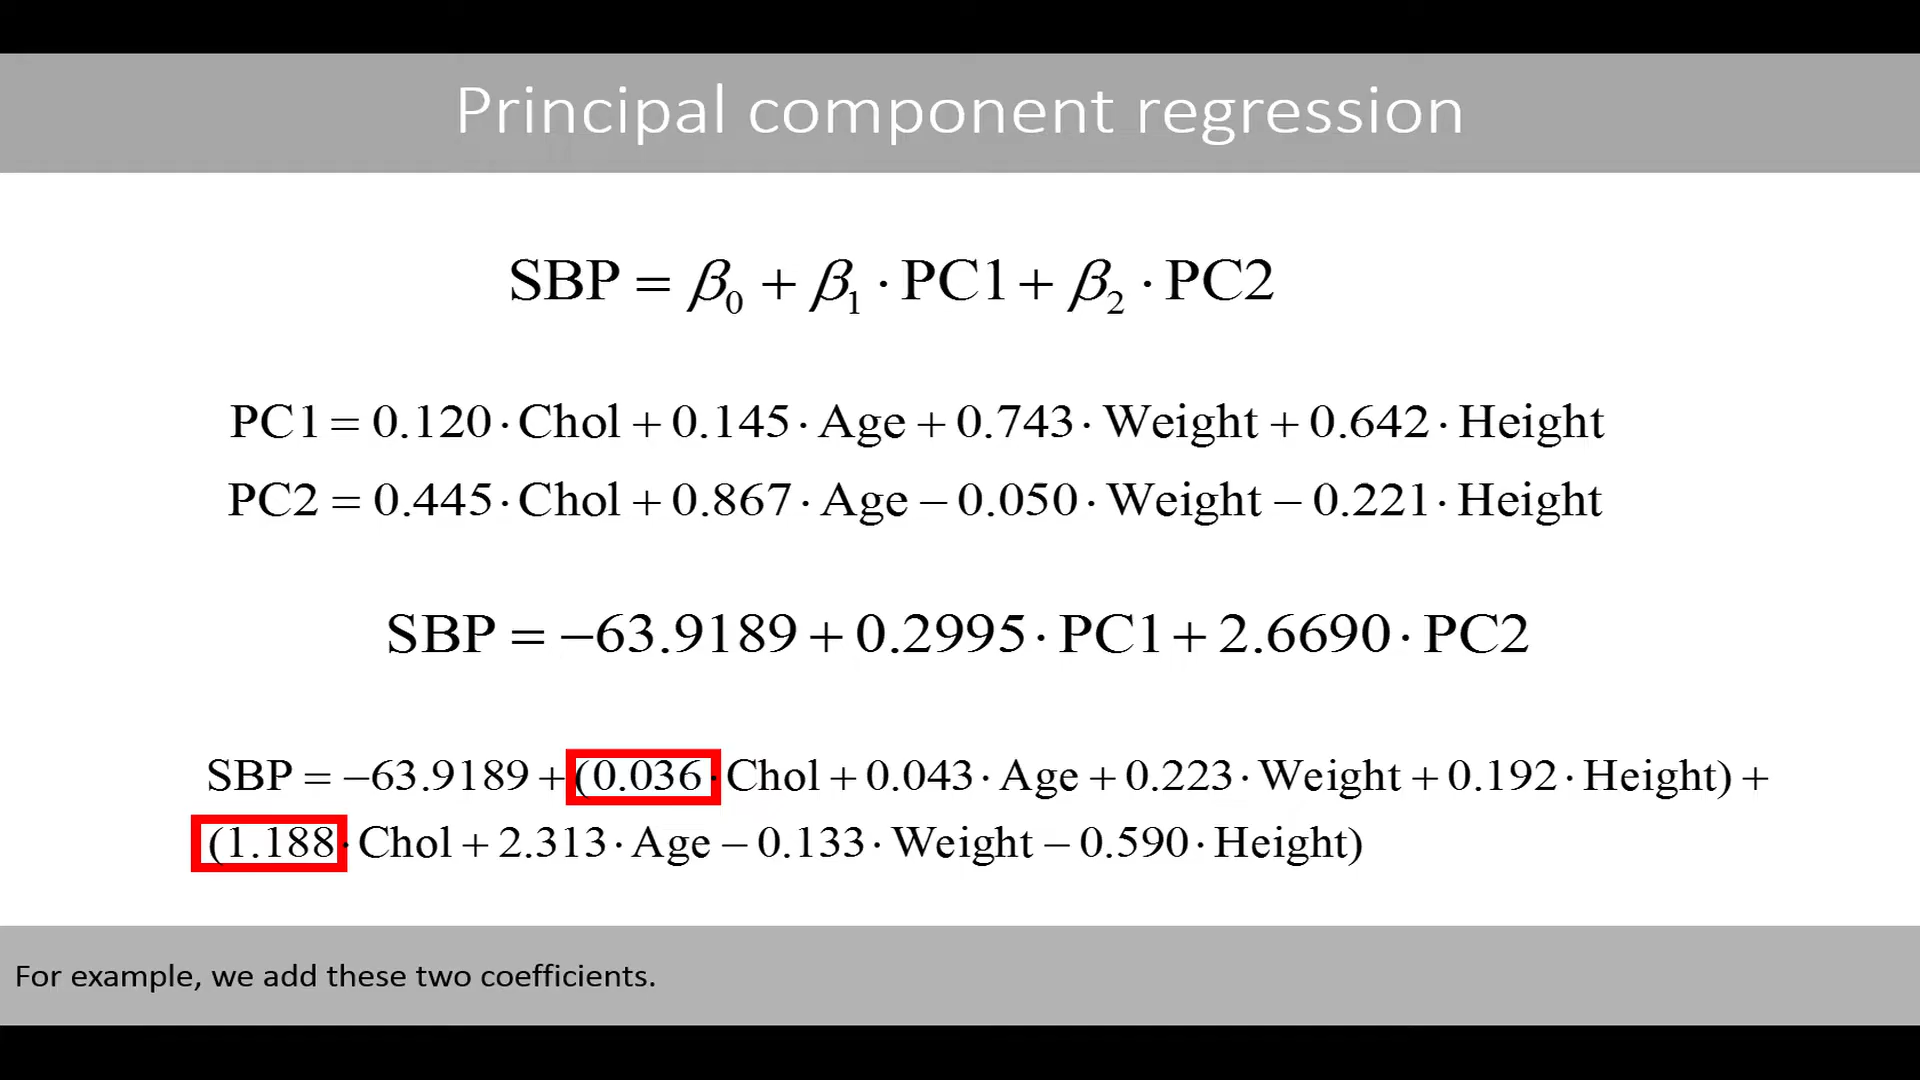 Principal component regression
SBP = β₀ + β₁ · PC1 + β₂ · PC2
PC1 = 0.120 · Chol + 0.145 · Age + 0.743 · Weight + 0.642 · Height
PC2 = 0.445 · Chol + 0.867 · Age − 0.050 · Weight − 0.221 · Height
SBP = −63.9189 + 0.2995 · PC1 + 2.6690 · PC2
SBP = −63.9189 + (0.036 · Chol + 0.043 · Age + 0.223 · Weight + 0.192 · Height) +
(1.188 · Chol + 2.313 · Age − 0.133 · Weight − 0.590 · Height)
For example, we add these two coefficients.